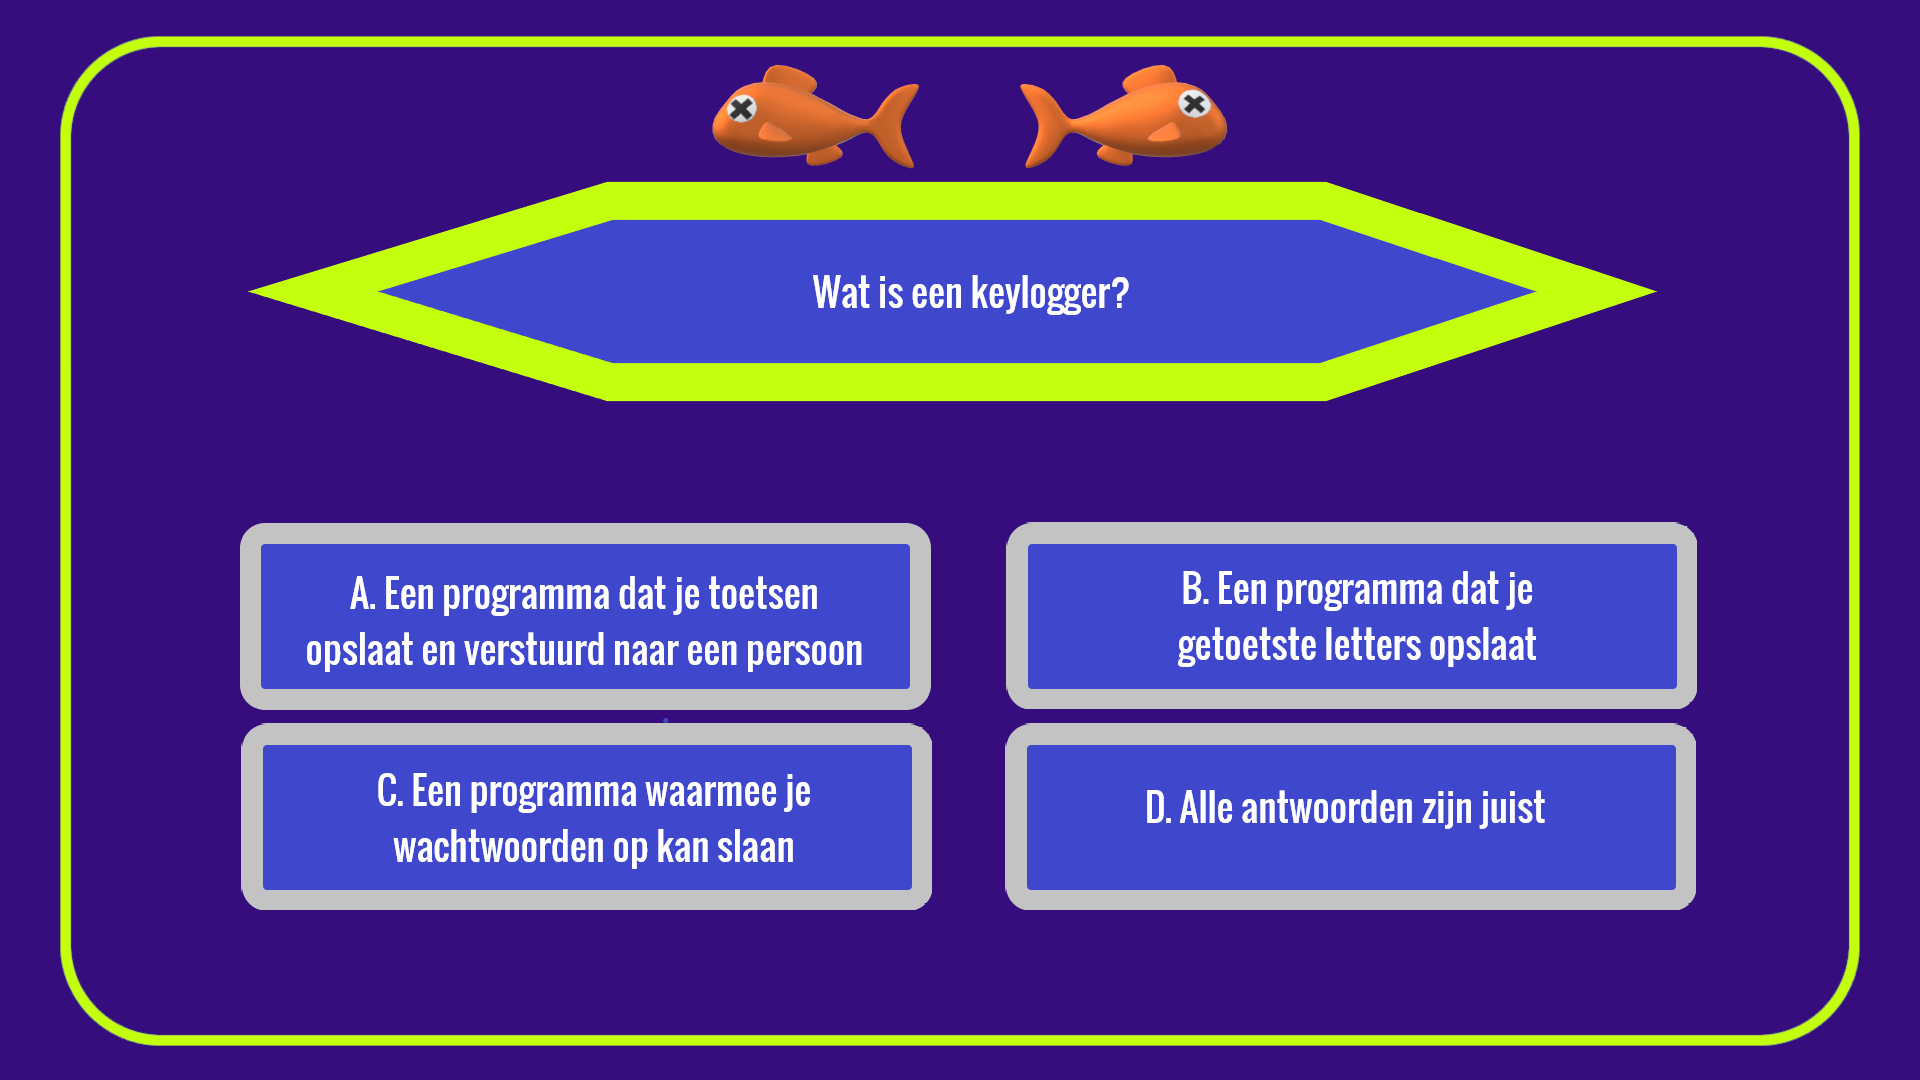 Wat is een keylogger?
A. Een programma dat je toetsen
opslaat en verstuurd naar een persoon
B. Een programma dat je
getoetste letters opslaat
C. Een programma waarmee je
wachtwoorden op kan slaan
D. Alle antwoorden zijn juist